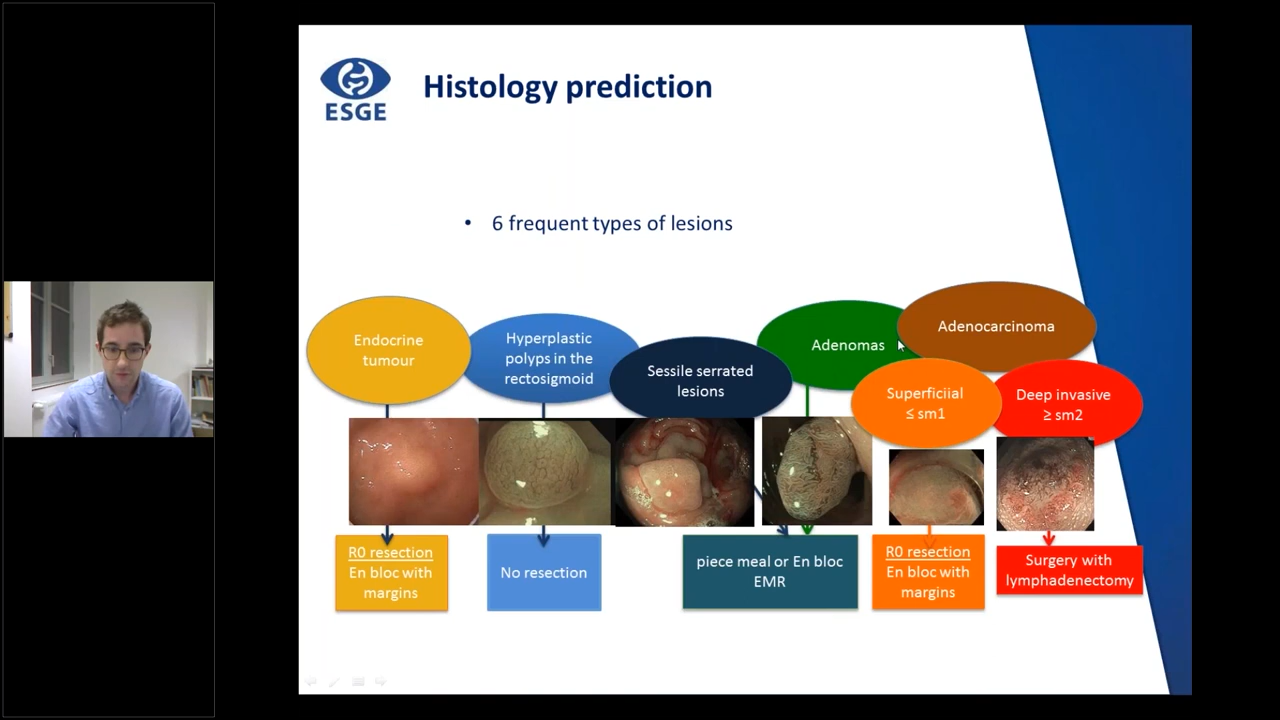 ESGE
Histology prediction
• 6 frequent types of lesions
Endocrine
tumour
Hyperplastic
polyps in the
rectosigmoid
Sessile serrated
lesions
Adenomas
Adenocarcinoma
Superficiial
≤ sm1
Deep invasive
≥ sm2
R0 resection
En bloc with
margins
No resection
piece meal or En bloc
EMR
R0 resection
En bloc with
margins
Surgery with
lymphadenectomy